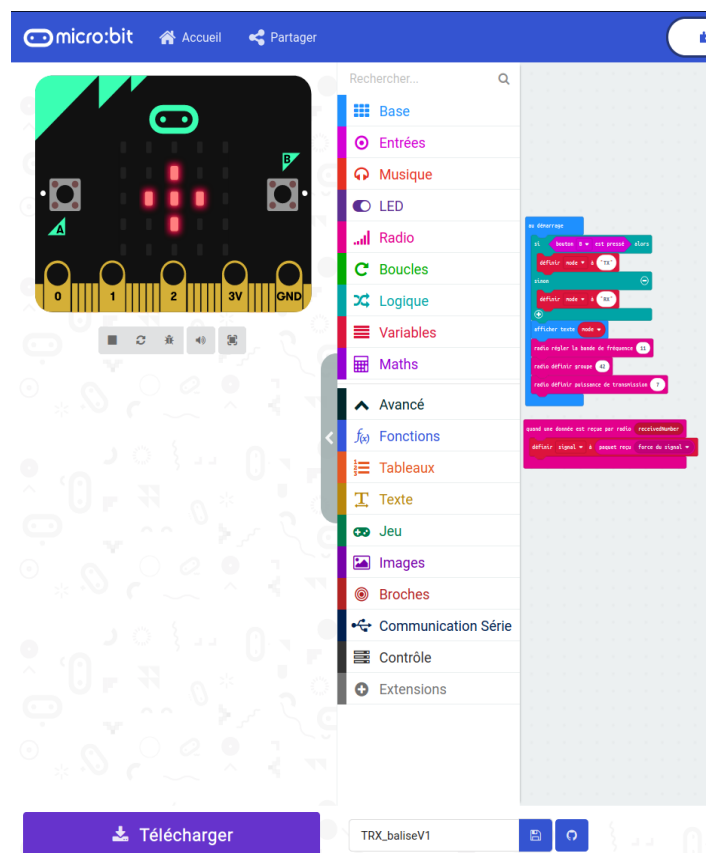 micro:bit Accueil Partager
Rechercher...
Base
Entrées
Musique
LED
Radio
Boucles
Logique
Variables
Maths
Avancé
f(x) Fonctions
Tableaux
Texte
Jeu
Images
Broches
Communication Série
Contrôle
Extensions
B
A
0 1 2 3V GND
au démarrage
si bouton B est pressé alors
définir mode à "TX"
sinon
définir mode à "RX"
afficher texte mode
radio régler la bande de fréquence
radio définir groupe 42
radio définir puissance de transmission 7
quand une donnée est reçue par radio receivedNumber
définir signal à paquet reçu force du signal
Télécharger
TRX_baliseV1